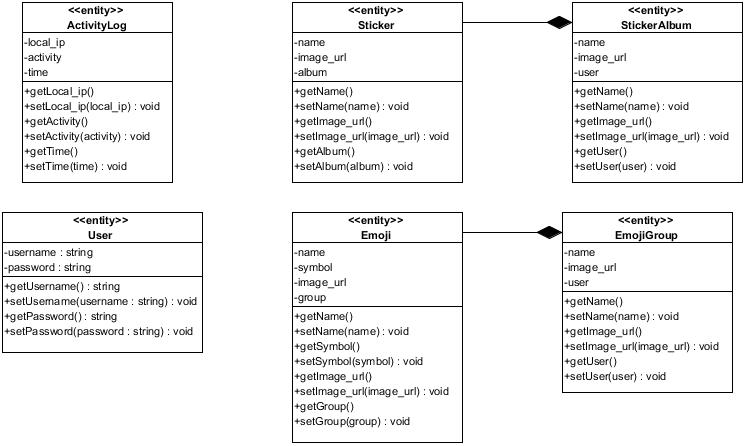 <<entity>>
ActivityLog
-local_ip
-activity
-time
+getLocal_ip()
+setLocal_ip(local_ip) : void
+getActivity()
+setActivity(activity) : void
+getTime()
+setTime(time) : void
<<entity>>
Sticker
-name
-image_url
-album
+getName()
+setName(name) : void
+getImage_url()
+setImage_url(image_url) : void
+getAlbum()
+setAlbum(album) : void
<<entity>>
StickerAlbum
-name
-image_url
-user
+getName()
+setName(name) : void
+getImage_url()
+setImage_url(image_url) : void
+getUser()
+setUser(user) : void
<<entity>>
User
-username : string
-password : string
+getUsername() : string
+setUsername(username : string) : void
+getPassword() : string
+setPassword(password : string) : void
<<entity>>
Emoji
-name
-symbol
-image_url
-group
+getName()
+setName(name) : void
+getSymbol()
+setSymbol(symbol) : void
+getImage_url()
+setImage_url(image_url) : void
+getGroup()
+setGroup(group) : void
<<entity>>
EmojiGroup
-name
-image_url
-user
+getName()
+setName(name) : void
+getImage_url()
+setImage_url(image_url) : void
+getUser()
+setUser(user) : void